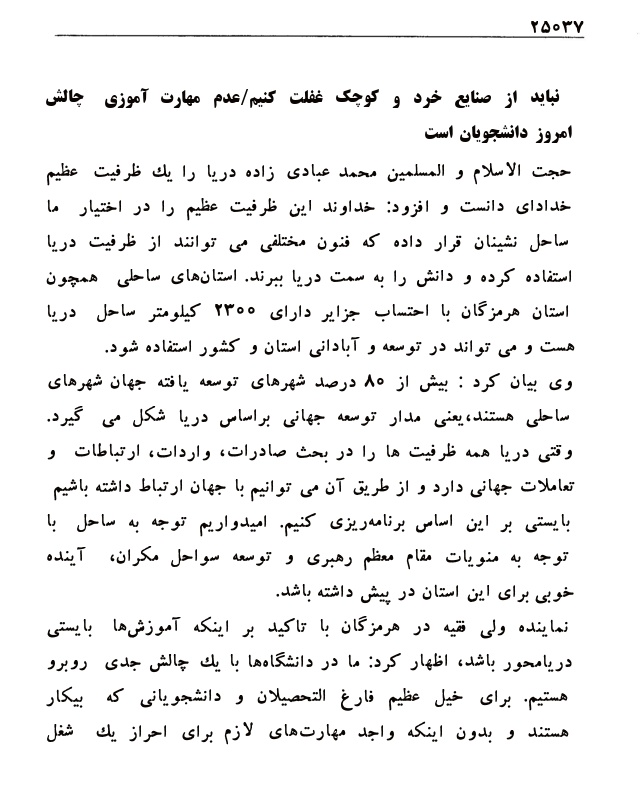 ۲۵۰۳۷
نباید از صنایع خرد و کوچک غفلت کنیم/عدم مهارت آموزی چالش
امروز دانشجویان است
حجت الاسلام و المسلمین محمد عبادی زاده دریا را یك ظرفیت عظیم
خدادای دانست و افزود: خداوند این ظرفیت عظیم را در اختیار ما
ساحل نشینان قرار داده که فنون مختلفی می توانند از ظرفیت دریا
استفاده کرده و دانش را به سمت دریا ببرند. استان‌های ساحلی همچون
استان هرمزگان با احتساب جزایر دارای ۲۳۰۰ کیلومتر ساحل دریا
هست و می تواند در توسعه و آبادانی استان و کشور استفاده شود.
وی بیان کرد : بیش از ۸۰ درصد شهرهای توسعه یافته جهان شهرهای
ساحلی هستند،یعنی مدار توسعه جهانی براساس دریا شکل می گیرد.
وقتی دریا همه ظرفیت ها را در بحث صادرات، واردات، ارتباطات و
تعاملات جهانی دارد و از طریق آن می توانیم با جهان ارتباط داشته باشیم
بایستی بر این اساس برنامه‌ریزی کنیم. امیدواریم توجه به ساحل با
توجه به منویات مقام معظم رهبری و توسعه سواحل مکران، آینده
خوبی برای این استان در پیش داشته باشد.
نماینده ولی فقیه در هرمزگان با تاکید بر اینکه آموزش‌ها بایستی
دریامحور باشد، اظهار کرد: ما در دانشگاه‌ها با یك چالش جدی روبرو
هستیم. برای خیل عظیم فارغ التحصیلان و دانشجویانی که بیکار
هستند و بدون اینکه واجد مهارت‌های لازم برای احراز یك شغل